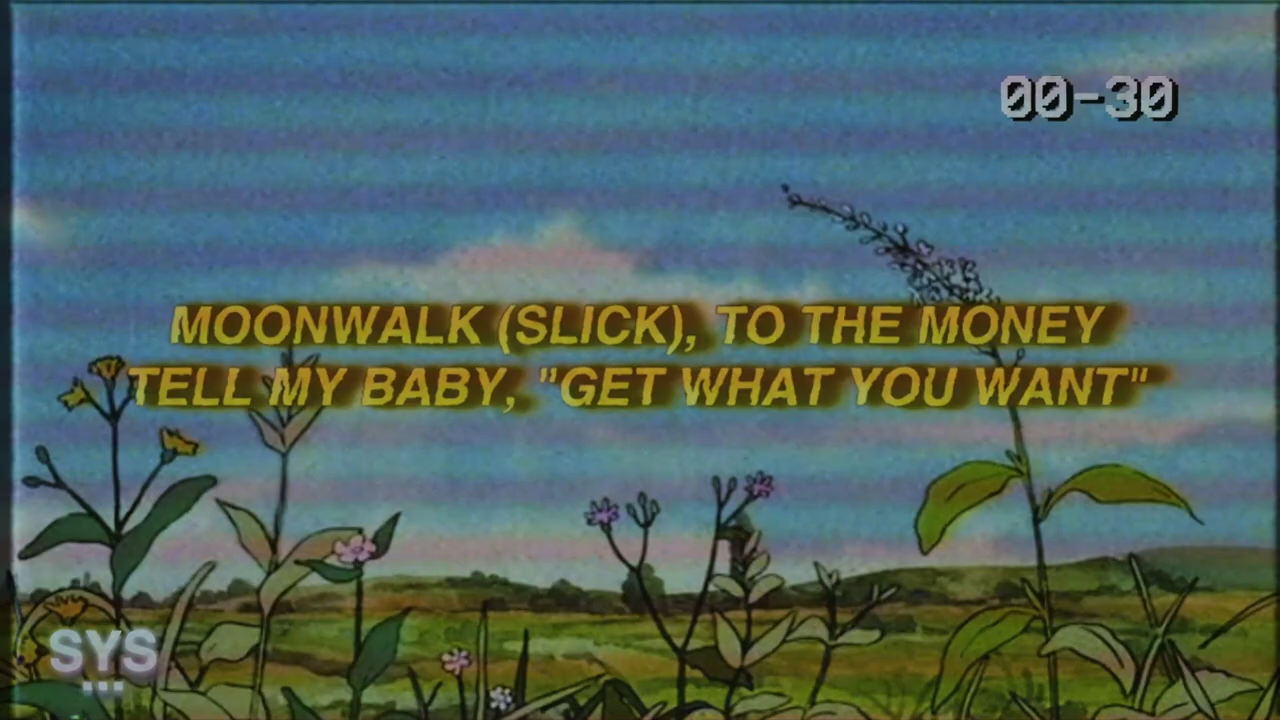 00-30
MOONWALK (SLICK), TO THE MONEY
TELL MY BABY, "GET WHAT YOU WANT"
SYS
...